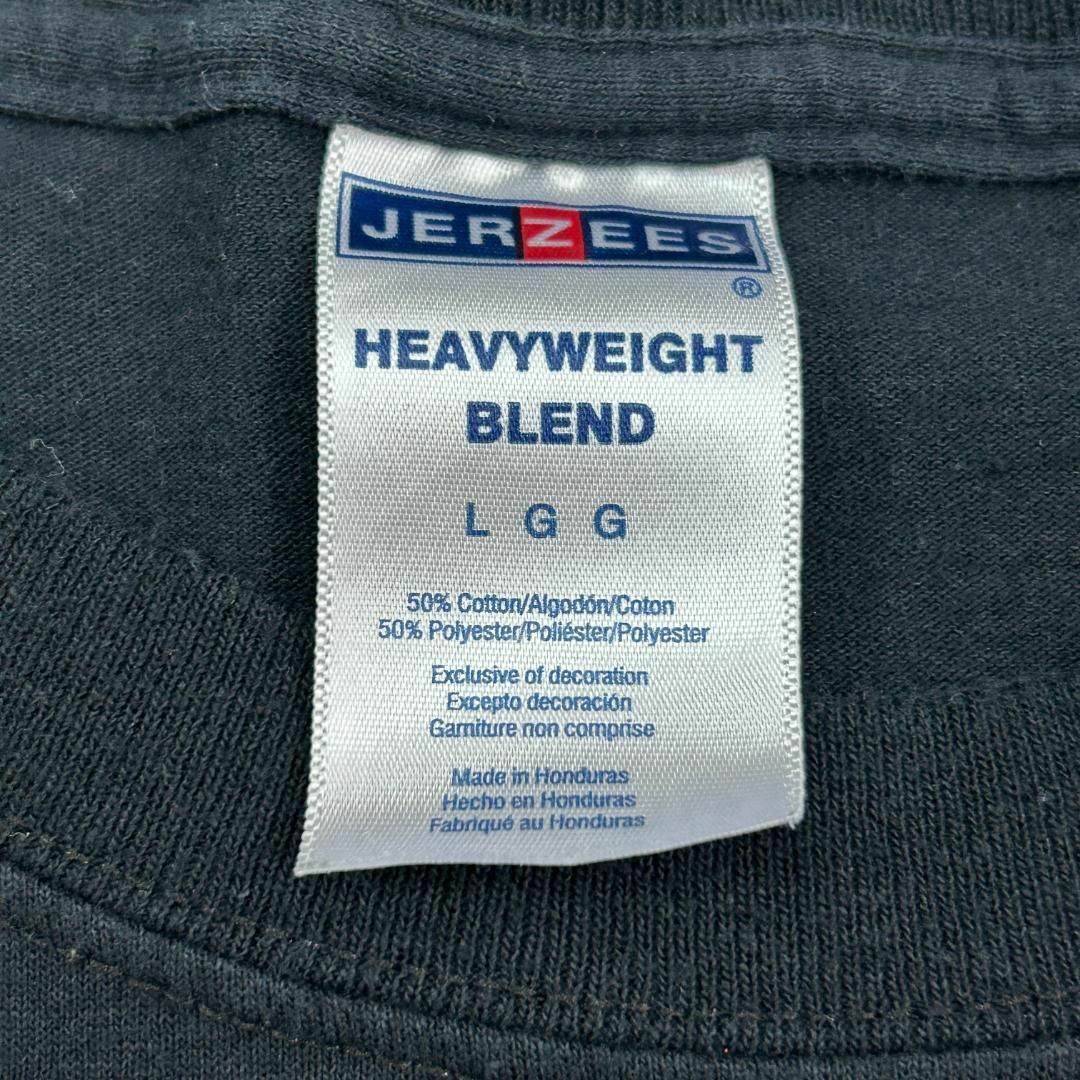 JERZEES
®
HEAVYWEIGHT
BLEND
L G G
50% Cotton/Algodón/Coton
50% Polyester/Poliéster/Polyester
Exclusive of decoration
Excepto decoración
Garniture non comprise
Made in Honduras
Hecho en Honduras
Fabriqué au Honduras